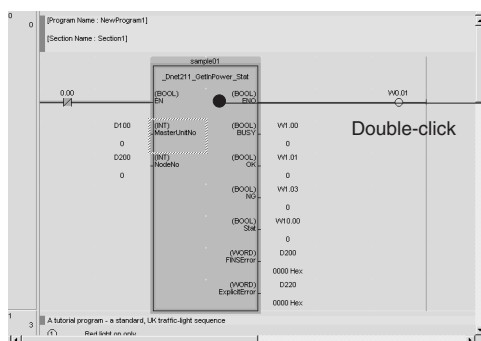 0
0
[Program Name : NewProgram1]
[Section Name : Section1]
sample01
_Dnet211_GetInPower_Stat
0.00
(BOOL)
EN
(BOOL)
ENO
W0.01
Double-click
D100
(INT)
MasterUnitNo
(BOOL)
BUSY
W1.00
0
0
D200
(INT)
NodeNo
(BOOL)
OK
W1.01
0
0
(BOOL)
NG
W1.03
0
(BOOL)
Stat
W10.00
0
(WORD)
FINSError
D200
0000 Hex
(WORD)
ExplicitError
D220
0000 Hex
1
3
A tutorial program - a standard, UK traffic-light sequence
1 Red light on only